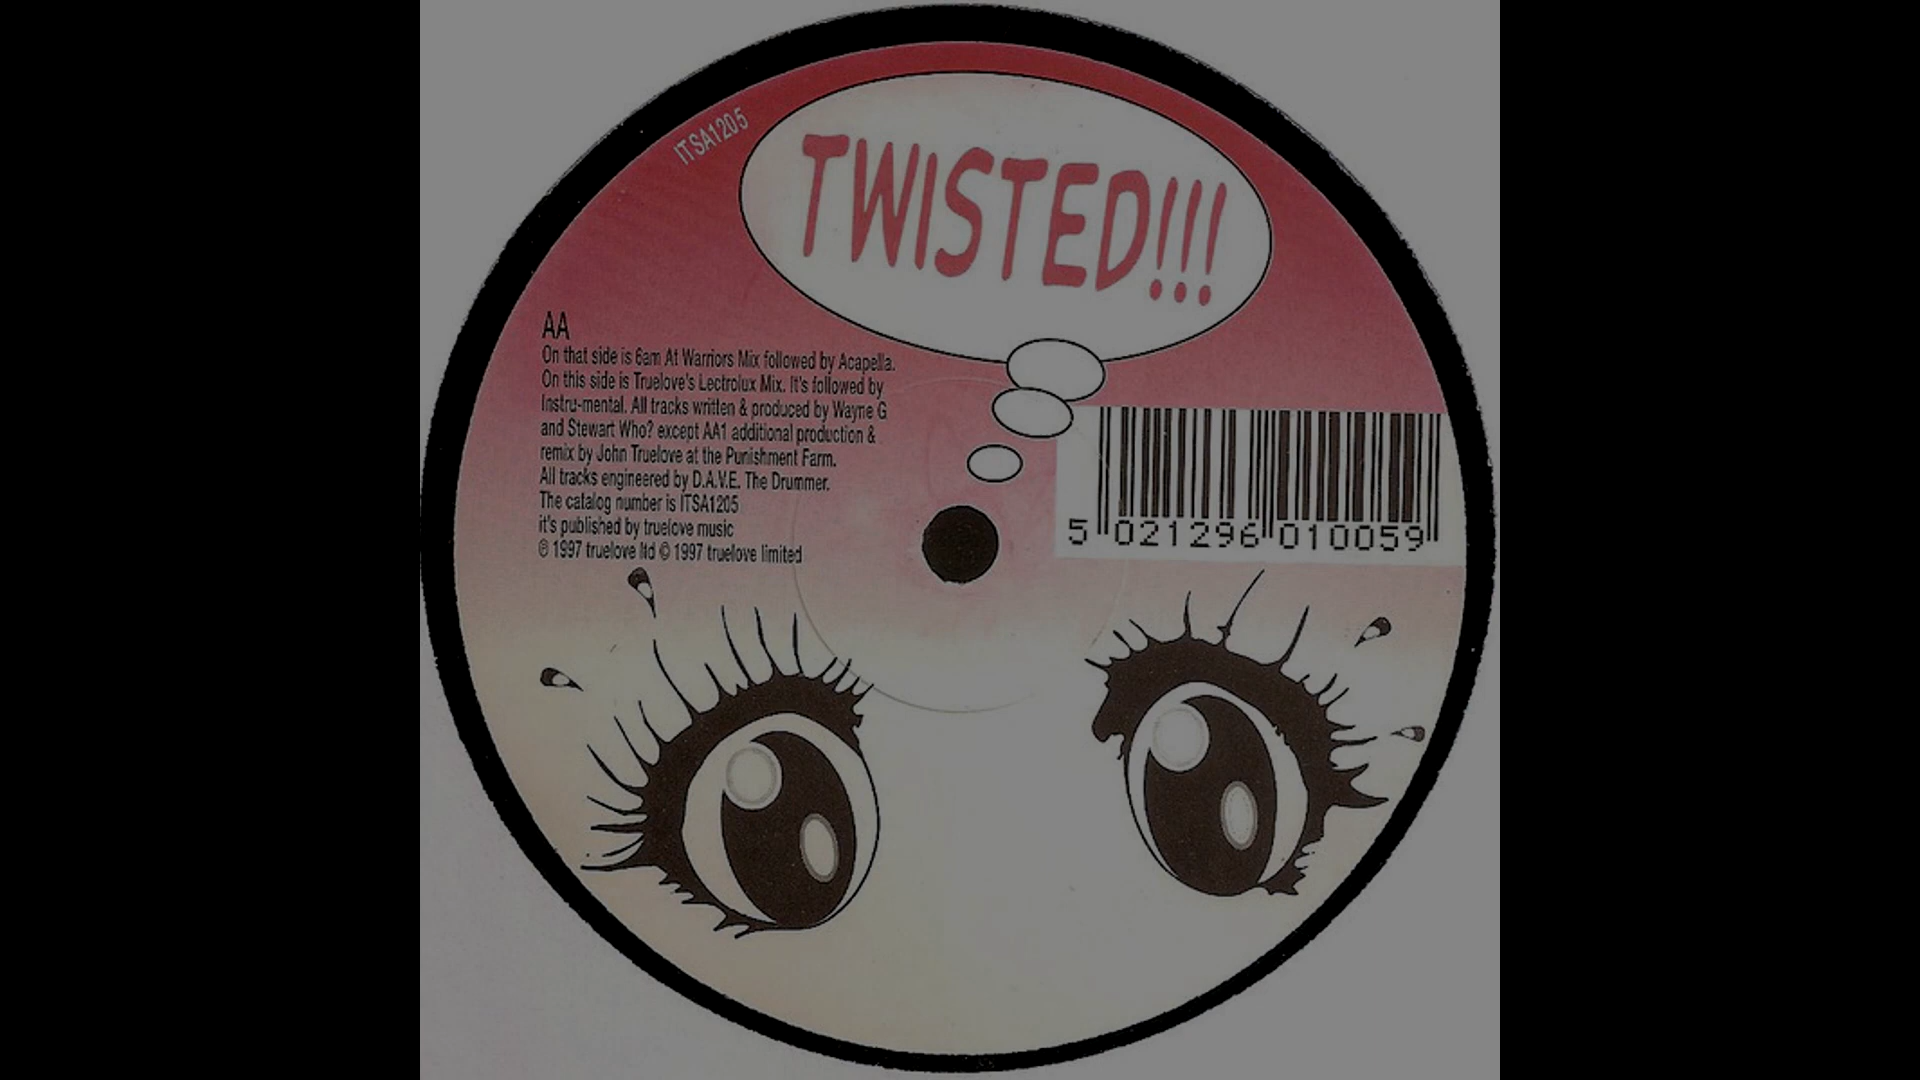 ITSA1205
TWISTED!!!
AA
On that side is 6am At Warriors Mix followed by Acapella.
On this side is Truelove's Lectrolux Mix. It's followed by
Instru-mental. All tracks written & produced by Wayne G
and Stewart Who? except AA1 additional production &
remix by John Truelove at the Punishment Farm.
All tracks engineered by D.A.V.E. The Drummer.
The catalog number is ITSA1205
it's published by truelove music
℗ 1997 truelove ltd © 1997 truelove limited
5 021296 010059